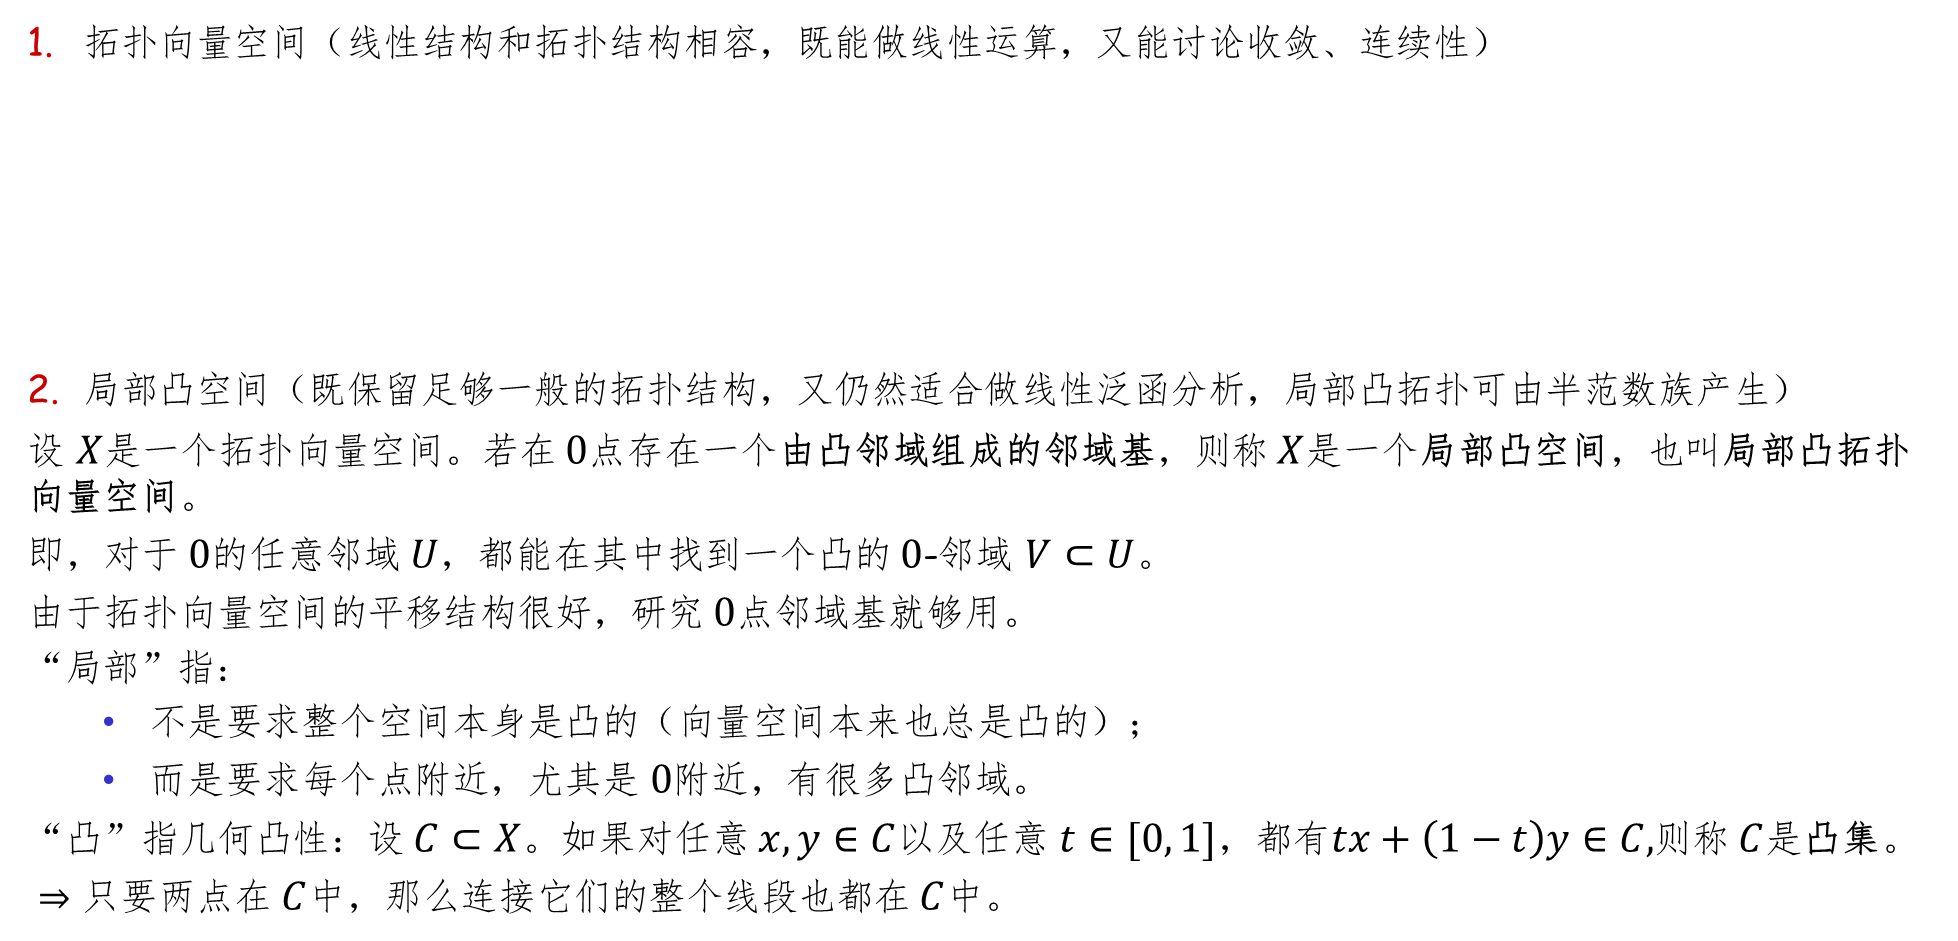 1. 拓扑向量空间（线性结构和拓扑结构相容，既能做线性运算，又能讨论收敛、连续性）
2. 局部凸空间（既保留足够一般的拓扑结构，又仍然适合做线性泛函分析，局部凸拓扑可由半范数族产生）
设 X是一个拓扑向量空间。若在 0点存在一个由凸邻域组成的邻域基，则称 X是一个局部凸空间，也叫局部凸拓扑
向量空间。
即，对于 0的任意邻域 U，都能在其中找到一个凸的 0-邻域 V ⊂ U。
由于拓扑向量空间的平移结构很好，研究 0点邻域基就够用。
“局部”指：
• 不是要求整个空间本身是凸的（向量空间本来也总是凸的）；
• 而是要求每个点附近，尤其是 0附近，有很多凸邻域。
“凸”指几何凸性：设 C ⊂ X。如果对任意 x, y ∈ C以及任意 t ∈ [0, 1]，都有tx + (1 − t)y ∈ C,则称 C是凸集。
⇒ 只要两点在 C中，那么连接它们的整个线段也都在 C中。